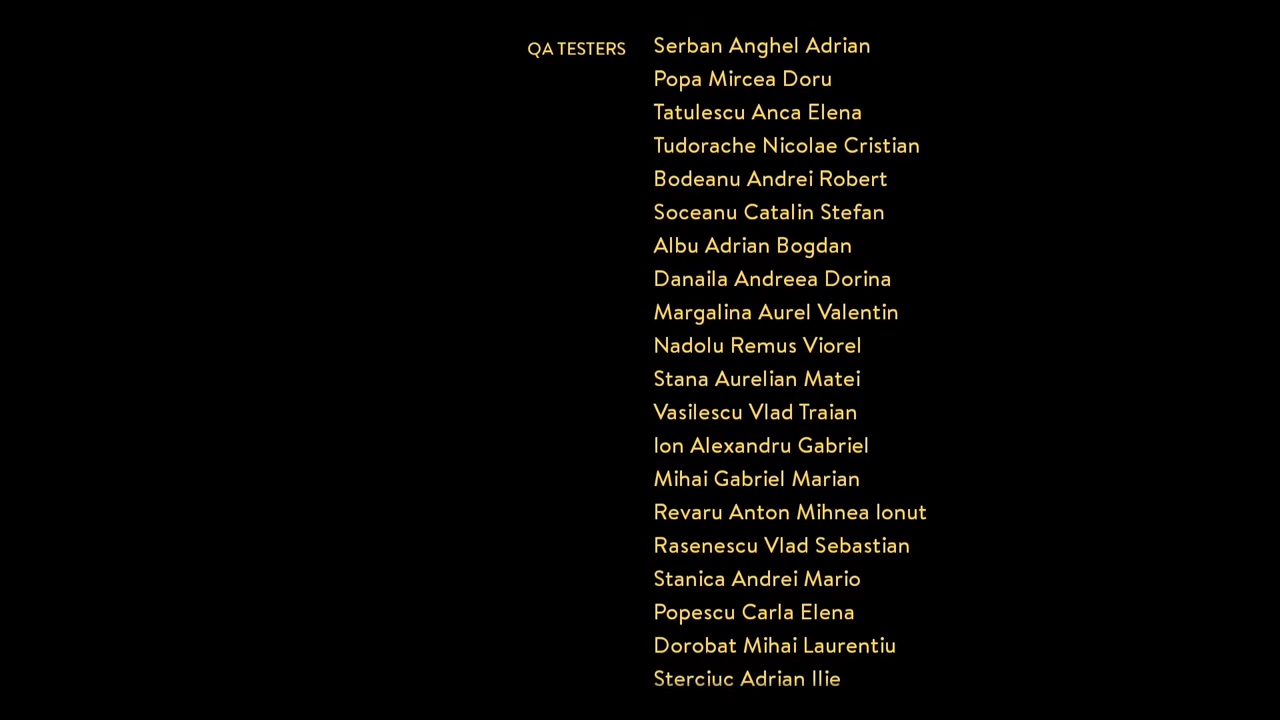 QA TESTERS Serban Anghel Adrian
Popa Mircea Doru
Tatulescu Anca Elena
Tudorache Nicolae Cristian
Bodeanu Andrei Robert
Soceanu Catalin Stefan
Albu Adrian Bogdan
Danaila Andreea Dorina
Margalina Aurel Valentin
Nadolu Remus Viorel
Stana Aurelian Matei
Vasilescu Vlad Traian
Ion Alexandru Gabriel
Mihai Gabriel Marian
Revaru Anton Mihnea Ionut
Rasenescu Vlad Sebastian
Stanica Andrei Mario
Popescu Carla Elena
Dorobat Mihai Laurentiu
Sterciuc Adrian Ilie